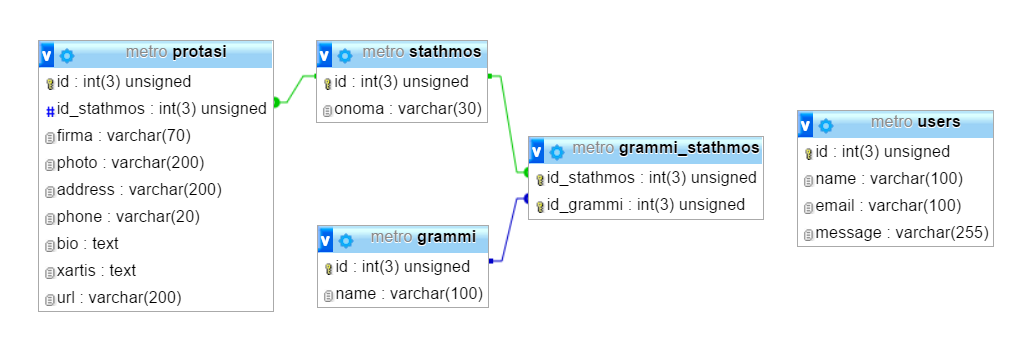 v metro protasi
id : int(3) unsigned
# id_stathmos : int(3) unsigned
firma : varchar(70)
photo : varchar(200)
address : varchar(200)
phone : varchar(20)
bio : text
xartis : text
url : varchar(200)
v metro stathmos
id : int(3) unsigned
onoma : varchar(30)
v metro grammi
id : int(3) unsigned
name : varchar(100)
v metro grammi_stathmos
id_stathmos : int(3) unsigned
id_grammi : int(3) unsigned
v metro users
id : int(3) unsigned
name : varchar(100)
email : varchar(100)
message : varchar(255)